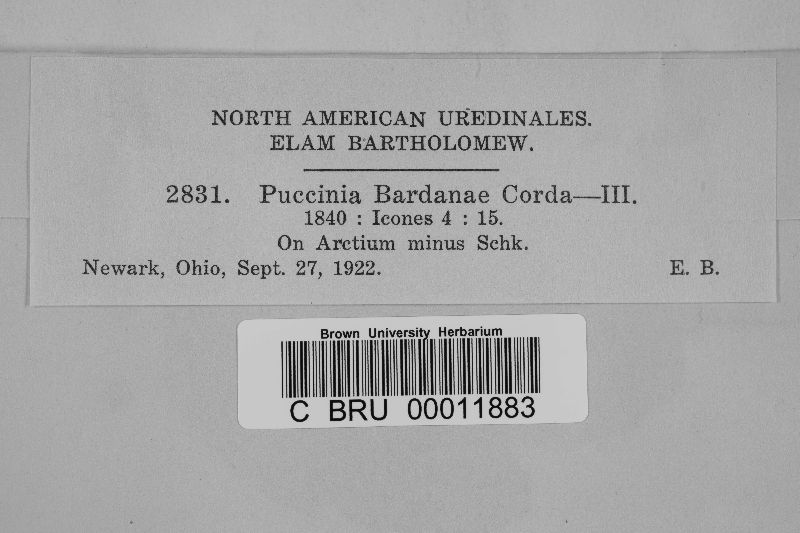 NORTH AMERICAN UREDINALES.
ELAM BARTHOLOMEW.
2831. Puccinia Bardanae Corda—III.
1840 : Icones 4 : 15.
On Arctium minus Schk.
Newark, Ohio, Sept. 27, 1922. E. B.
Brown University Herbarium
C BRU 00011883